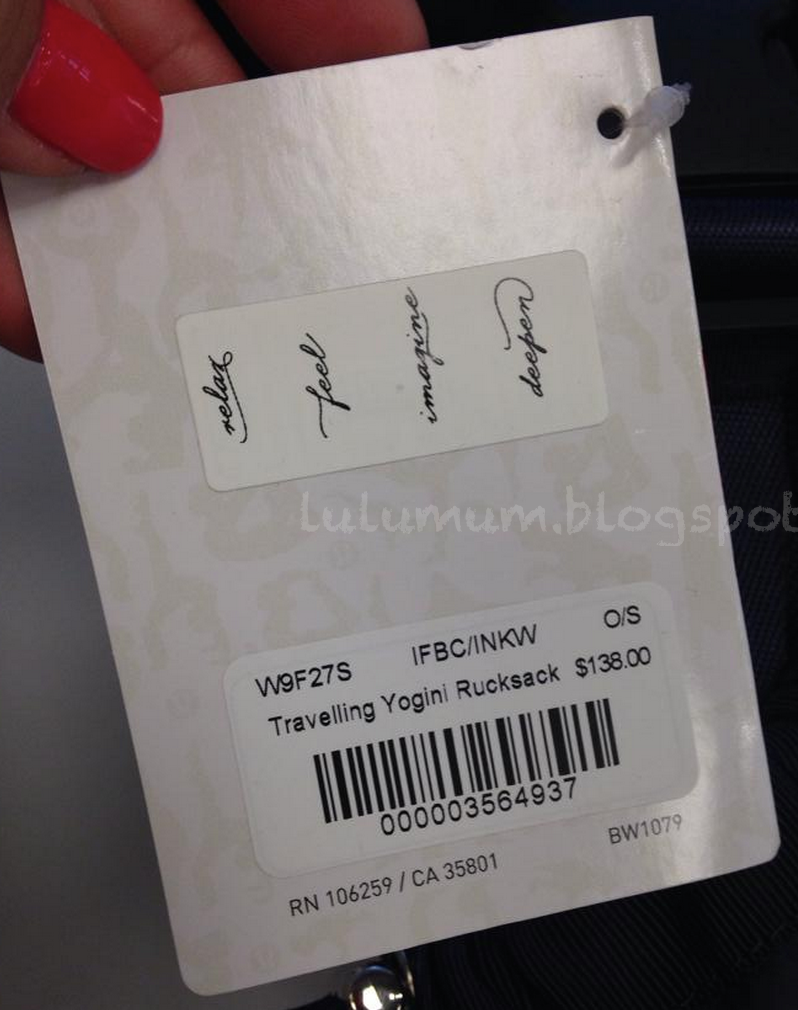 relax
feel
imagine
deepen
lulumum.blogspot
W9F27S IFBC/INKW O/S
Travelling Yogini Rucksack $138.00
000003564937
RN 106259 / CA 35801 BW1079